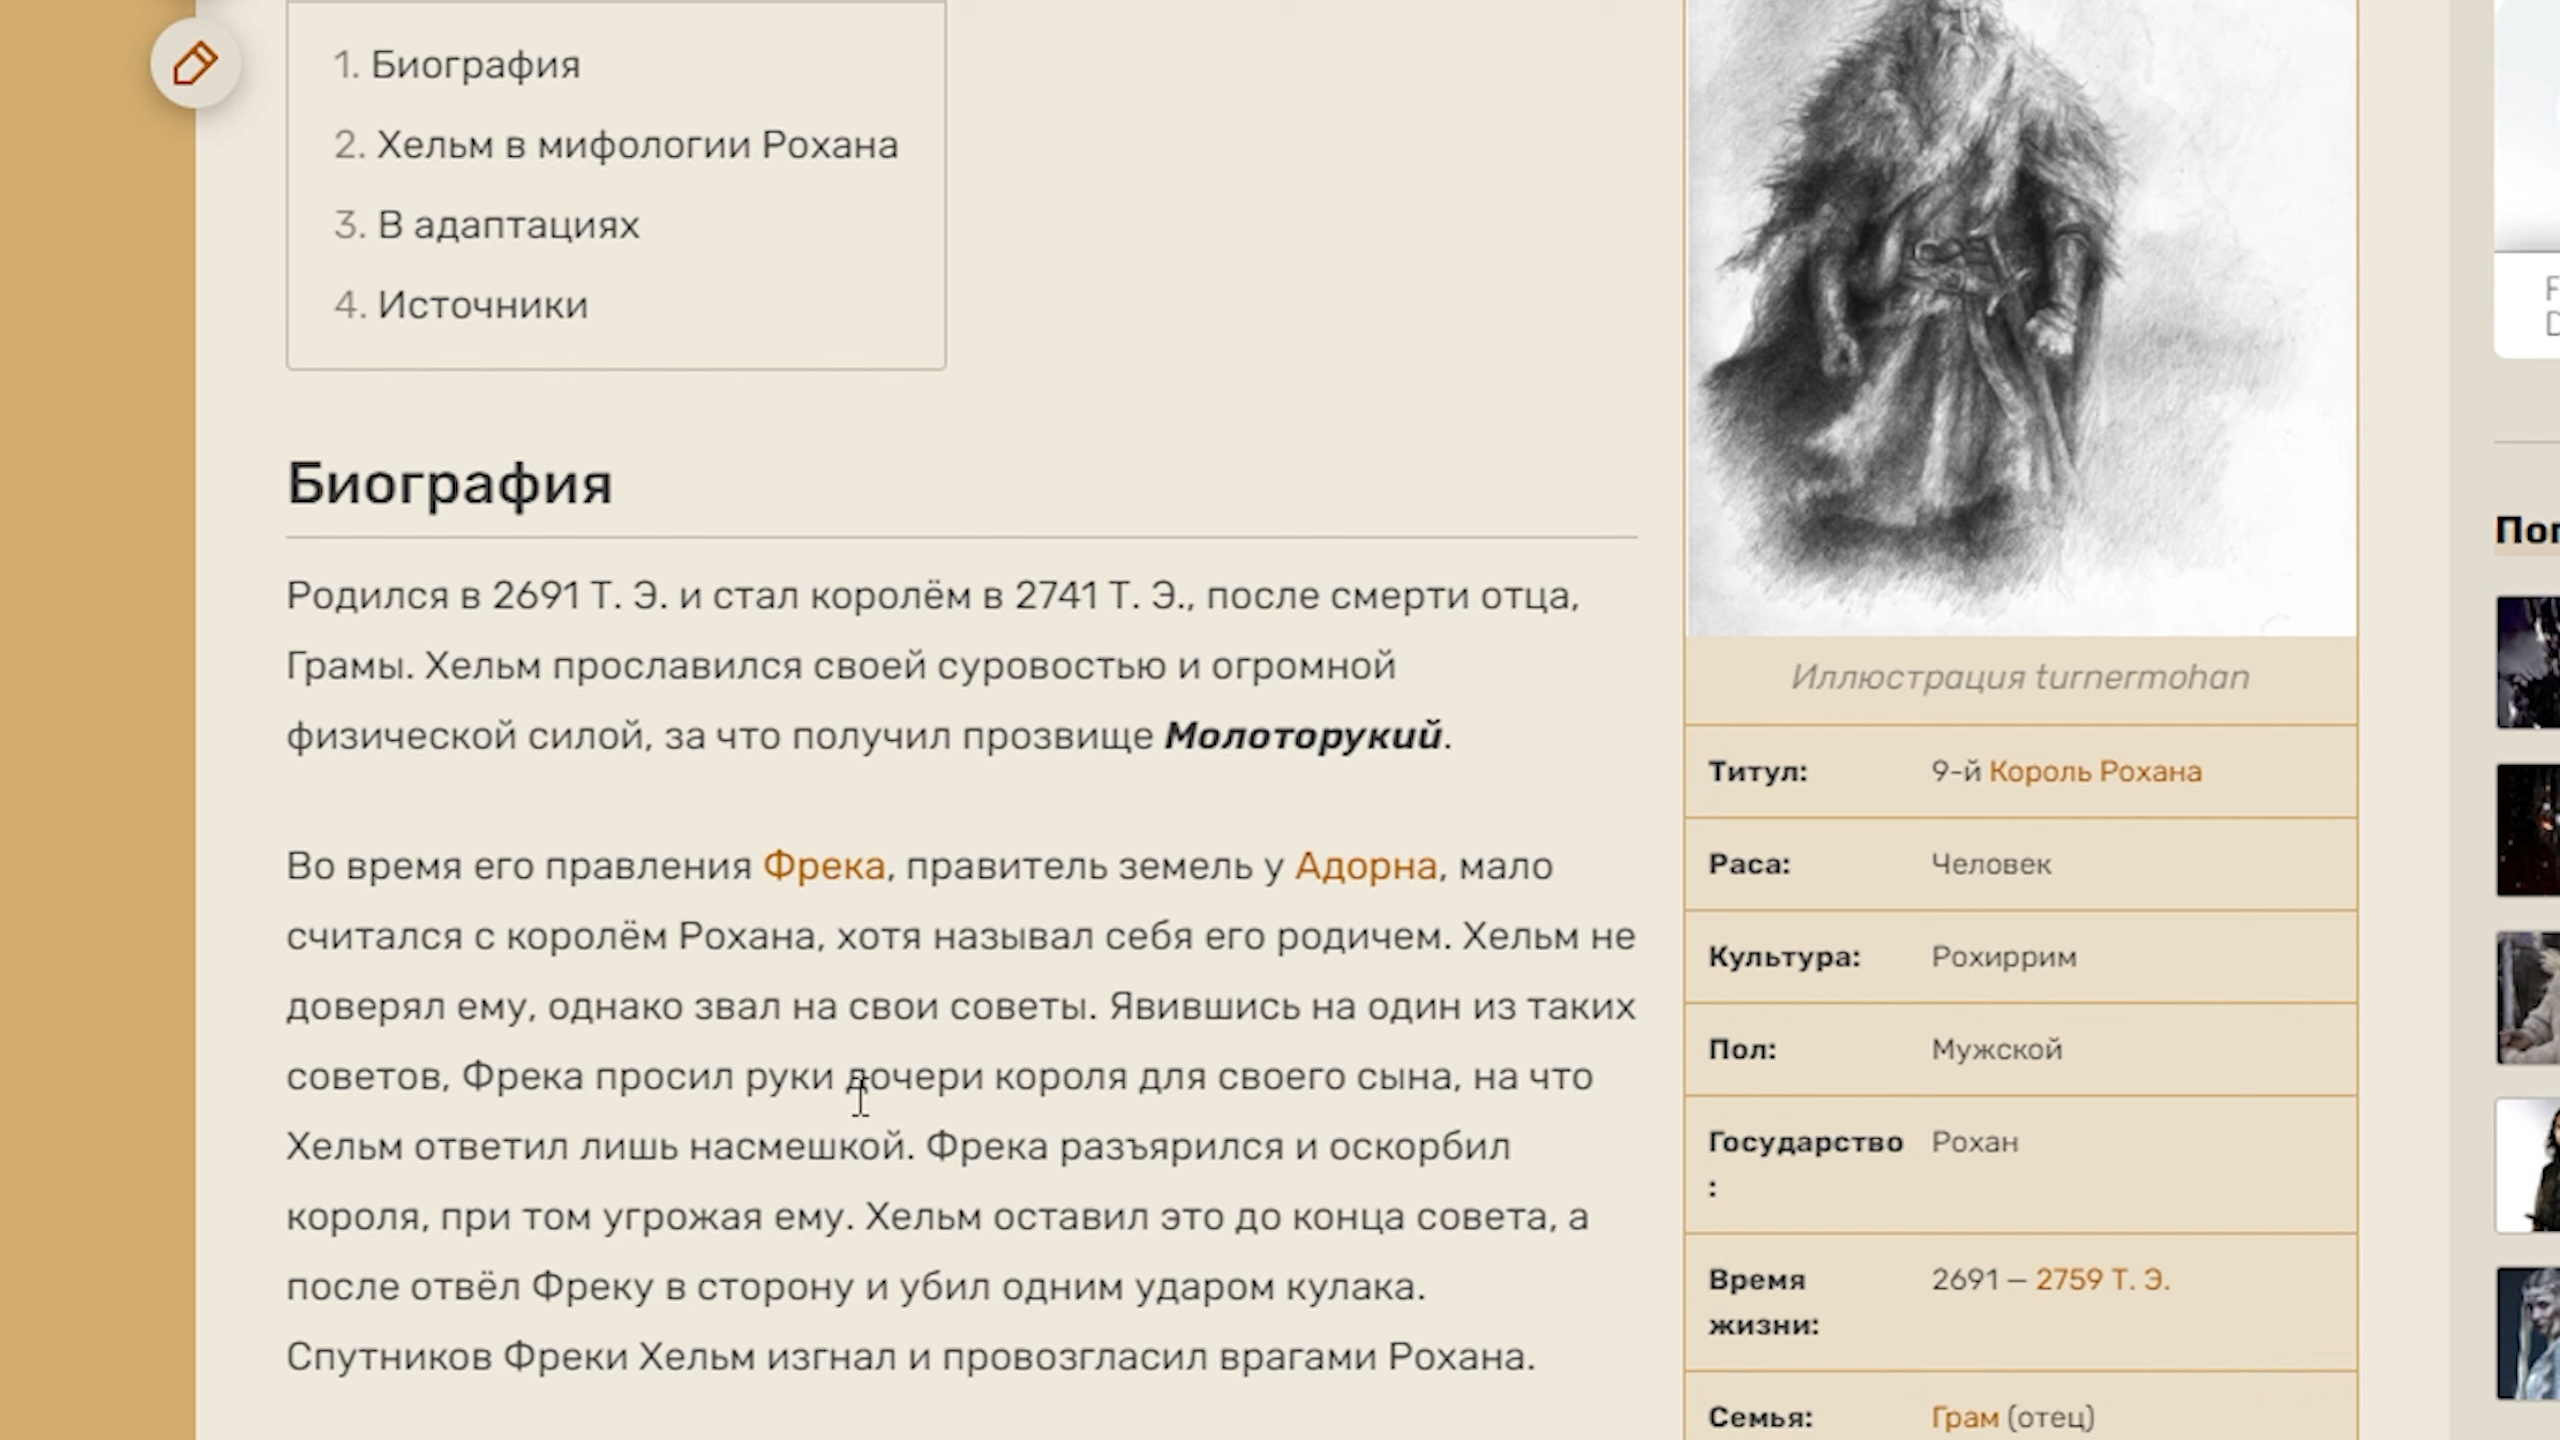 1. Биография
2. Хельм в мифологии Рохана
3. В адаптациях
4. Источники
Биография
Родился в 2691 Т. Э. и стал королём в 2741 Т. Э., после смерти отца,
Грамы. Хельм прославился своей суровостью и огромной
физической силой, за что получил прозвище Молоторукий.
Во время его правления Фрека, правитель земель у Адорна, мало
считался с королём Рохана, хотя называл себя его родичем. Хельм не
доверял ему, однако звал на свои советы. Явившись на один из таких
советов, Фрека просил руки дочери короля для своего сына, на что
Хельм ответил лишь насмешкой. Фрека разъярился и оскорбил
короля, при том угрожая ему. Хельм оставил это до конца совета, а
после отвёл Фреку в сторону и убил одним ударом кулака.
Спутников Фреки Хельм изгнал и провозгласил врагами Рохана.
Иллюстрация turnermohan
Титул: 9-й Король Рохана
Раса: Человек
Культура: Рохиррим
Пол: Мужской
Государство Рохан
:
Время 2691 – 2759 Т. Э.
жизни:
Семья: Грам (отец)